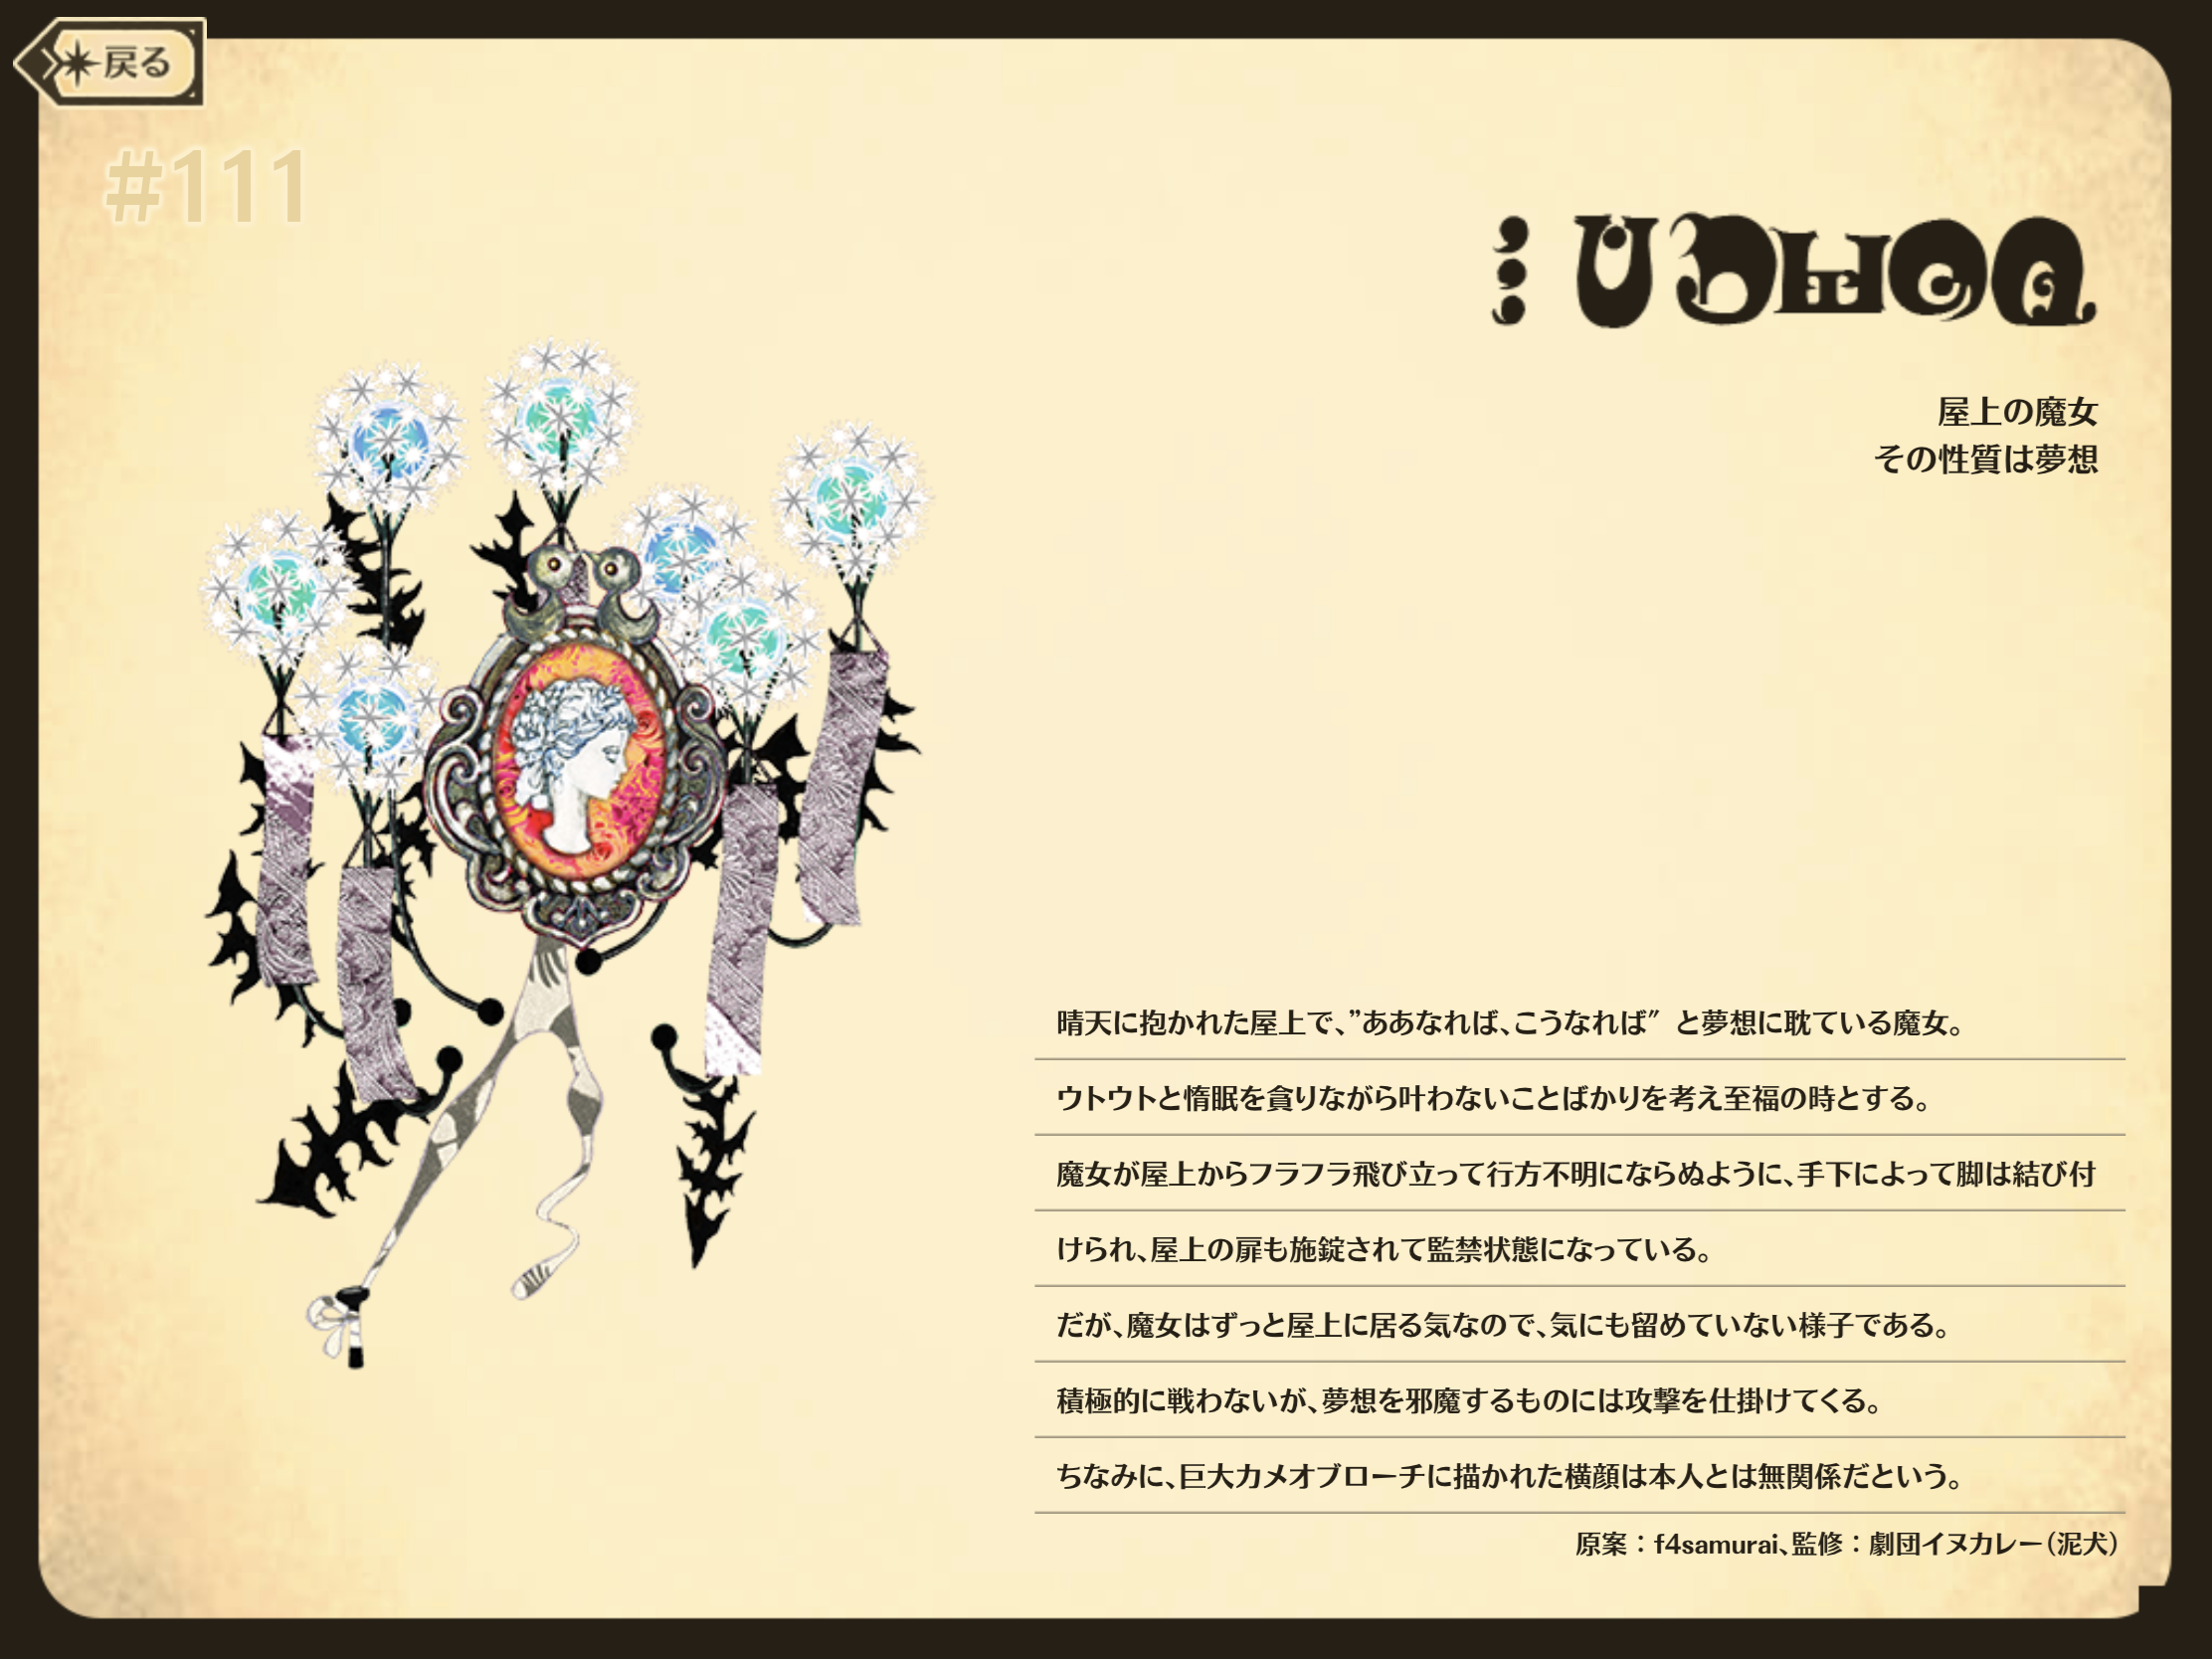 戻る
#111
屋上の魔女
その性質は夢想
晴天に抱かれた屋上で、”ああなれば、こうなれば” と夢想に耽ている魔女。
ウトウトと惰眠を貪りながら叶わないことばかりを考え至福の時とする。
魔女が屋上からフラフラ飛び立って行方不明にならぬように、手下によって脚は結び付
けられ、屋上の扉も施錠されて監禁状態になっている。
だが、魔女はずっと屋上に居る気なので、気にも留めていない様子である。
積極的に戦わないが、夢想を邪魔するものには攻撃を仕掛けてくる。
ちなみに、巨大カメオブローチに描かれた横顔は本人とは無関係だという。
原案：f4samurai、監修：劇団イヌカレー（泥犬）